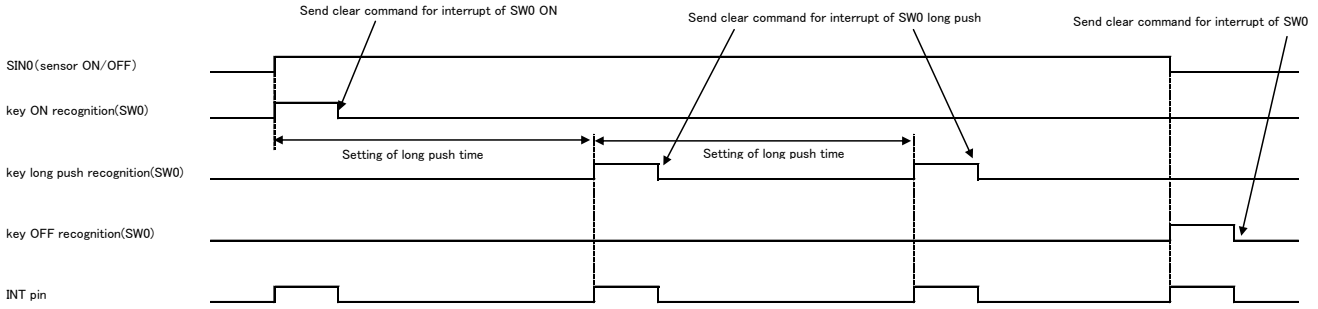 Send clear command for interrupt of SW0 ON
Send clear command for interrupt of SW0 long push
Send clear command for interrupt of SW0
SIN0(sensor ON/OFF)
key ON recognition(SW0)
Setting of long push time
Setting of long push time
key long push recognition(SW0)
key OFF recognition(SW0)
INT pin